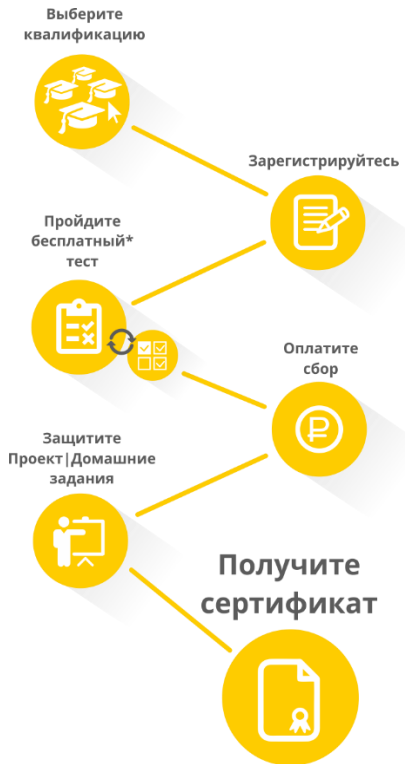 Выберите
квалификацию
Зарегистрируйтесь
Пройдите
бесплатный*
тест
Оплатите
сбор
Защитите
Проект|Домашние
задания
Получите
сертификат